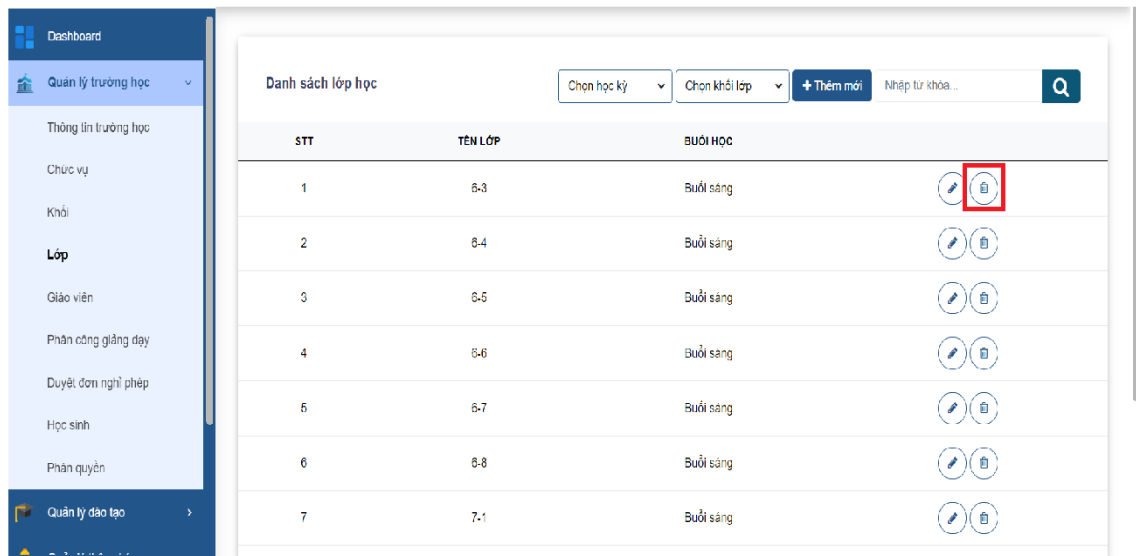 Dashboard
Quản lý trường học
Thông tin trường học
Chức vụ
Khối
Lớp
Giáo viên
Phân công giảng dạy
Duyệt đơn nghỉ phép
Học sinh
Phân quyền
Quản lý đào tạo
Danh sách lớp học
Chọn học kỳ
Chọn khối lớp
+ Thêm mới
Nhập từ khóa...
STT TÊN LỚP BUỔI HỌC
1 6-3 Buổi sáng
2 6-4 Buổi sáng
3 6-5 Buổi sáng
4 6-6 Buổi sáng
5 6-7 Buổi sáng
6 6-8 Buổi sáng
7 7-1 Buổi sáng